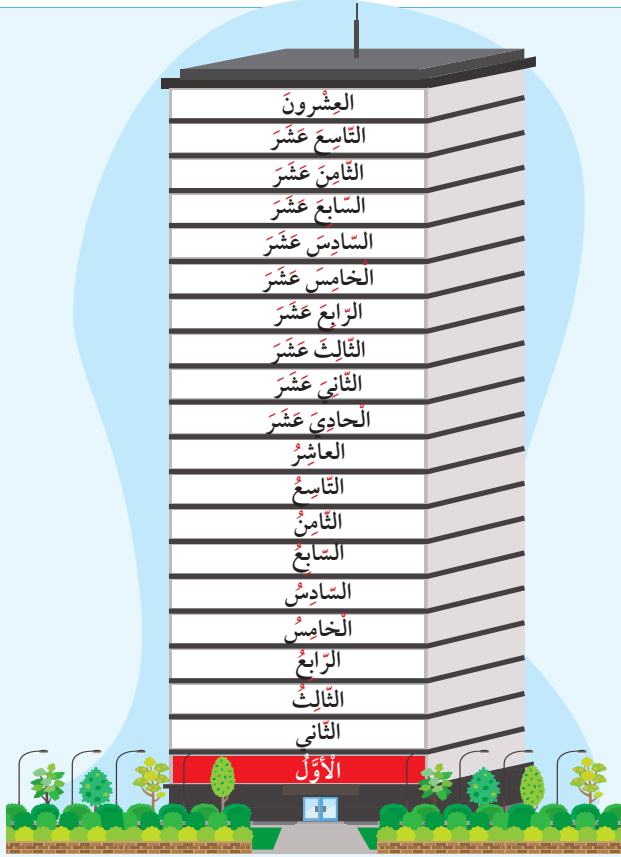 العِشْرونَ
التّاسِعَ عَشَرَ
الثّامِنَ عَشَرَ
السّابِعَ عَشَرَ
السّادِسَ عَشَرَ
الْخامِسَ عَشَرَ
الرّابِعَ عَشَرَ
الثّالِثَ عَشَرَ
الثّانِيَ عَشَرَ
الْحادِيَ عَشَرَ
العاشِرُ
التّاسِعُ
الثّامِنُ
السّابِعُ
السّادِسُ
الْخامِسُ
الرّابِعُ
الثّالِثُ
الثّاني
الْأَوَّلُ